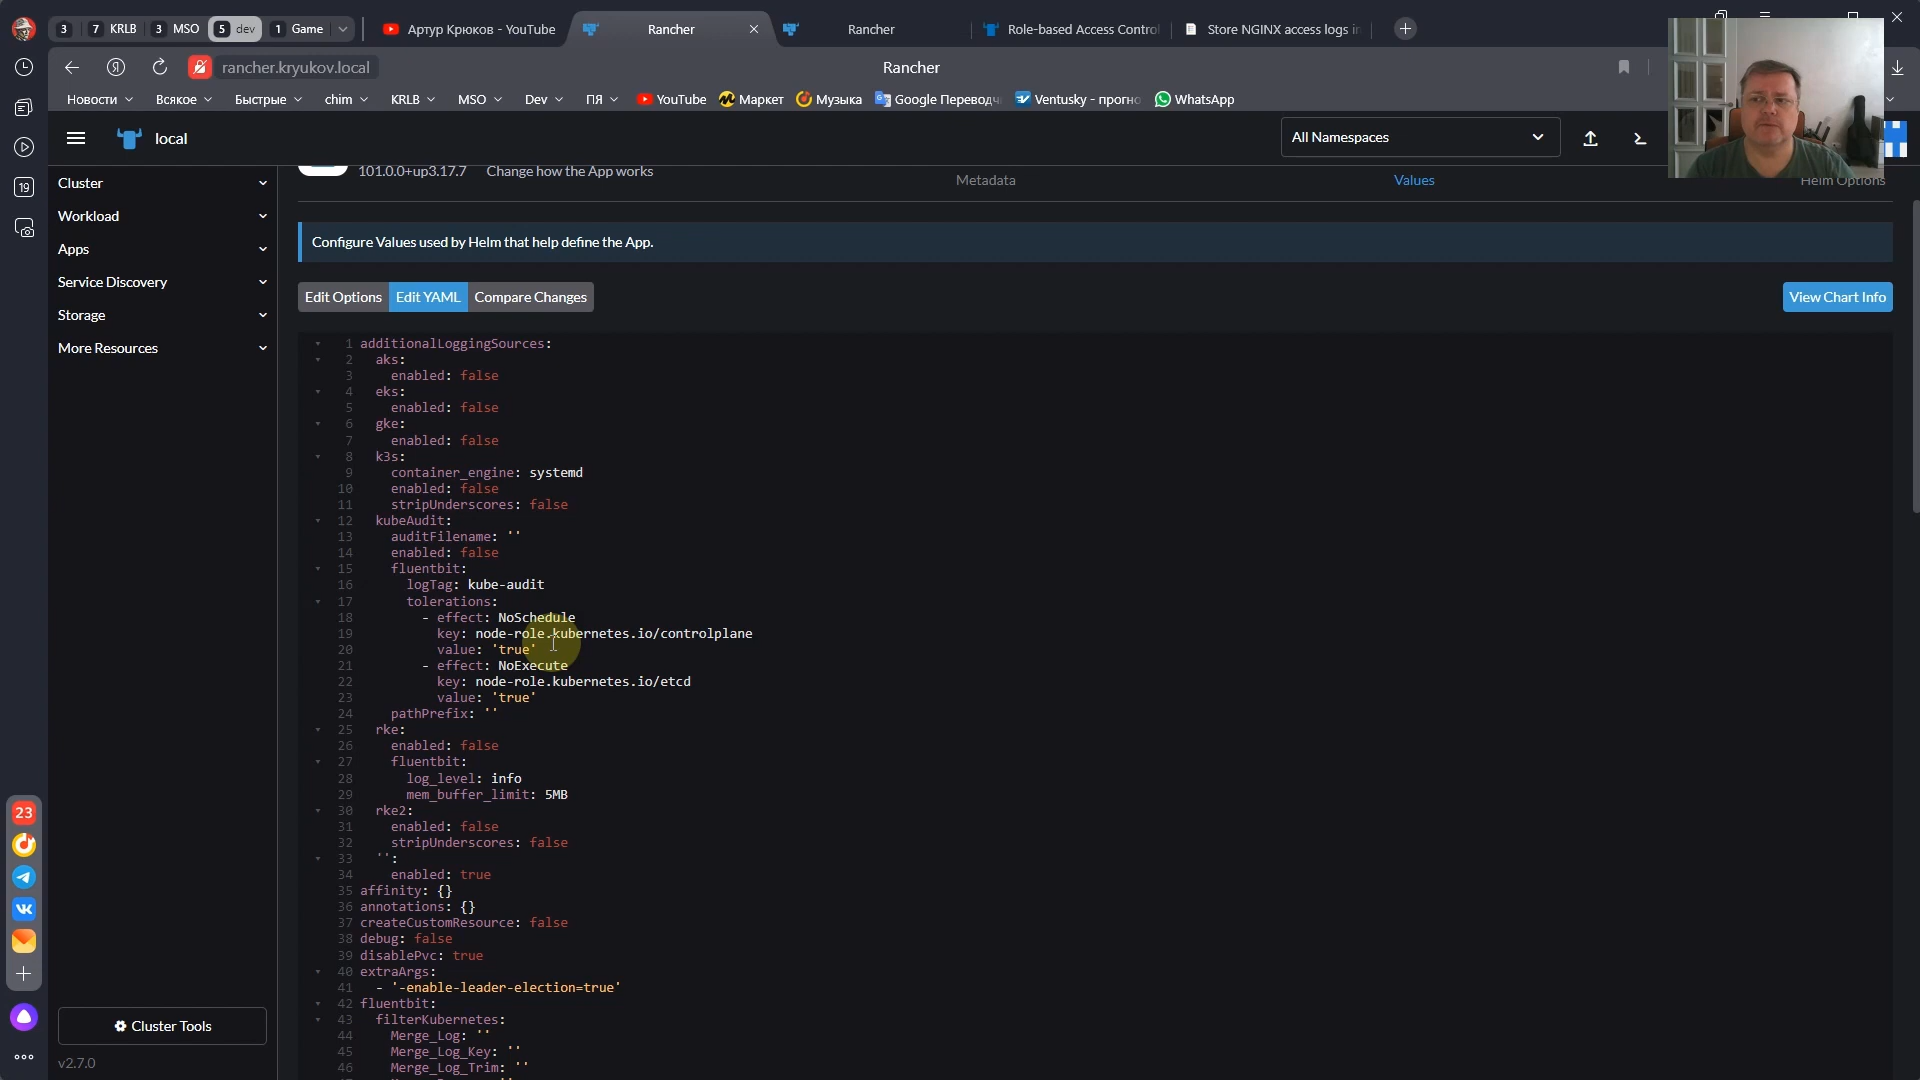 3 7 KRLB 3 MSO 5 dev 1 Game Артур Крюков - YouTube Rancher Rancher Role-based Access Control Store NGINX access logs in
rancher.kryukov.local Rancher
Новости Всякое Быстрые chim KRLB MSO Dev ПЯ YouTube Маркет Музыка Google Переводч Ventusky - прогно WhatsApp
local All Namespaces
101.0.0+up3.17.7 Change how the App works
Metadata Values Helm Options
19
Cluster
Workload
Apps
Service Discovery
Storage
More Resources
Configure Values used by Helm that help define the App.
Edit Options Edit YAML Compare Changes View Chart Info
1 additionalLoggingSources:
2 aks:
3 enabled: false
4 eks:
5 enabled: false
6 gke:
7 enabled: false
8 k3s:
9 container_engine: systemd
10 enabled: false
11 stripUnderscores: false
12 kubeAudit:
13 auditFilename: ''
14 enabled: false
15 fluentbit:
16 logTag: kube-audit
17 tolerations:
18 - effect: NoSchedule
19 key: node-role.kubernetes.io/controlplane
20 value: 'true'
21 - effect: NoExecute
22 key: node-role.kubernetes.io/etcd
23 value: 'true'
24 pathPrefix: ''
25 rke:
26 enabled: false
27 fluentbit:
28 log_level: info
29 mem_buffer_limit: 5MB
30 rke2:
31 enabled: false
32 stripUnderscores: false
33 '':
34 enabled: true
35 affinity: {}
36 annotations: {}
37 createCustomResource: false
38 debug: false
39 disablePvc: true
40 extraArgs:
41 - '-enable-leader-election=true'
42 fluentbit:
43 filterKubernetes:
44 Merge_Log: ''
45 Merge_Log_Key: ''
46 Merge_Log_Trim: ''
23
Cluster Tools
v2.7.0